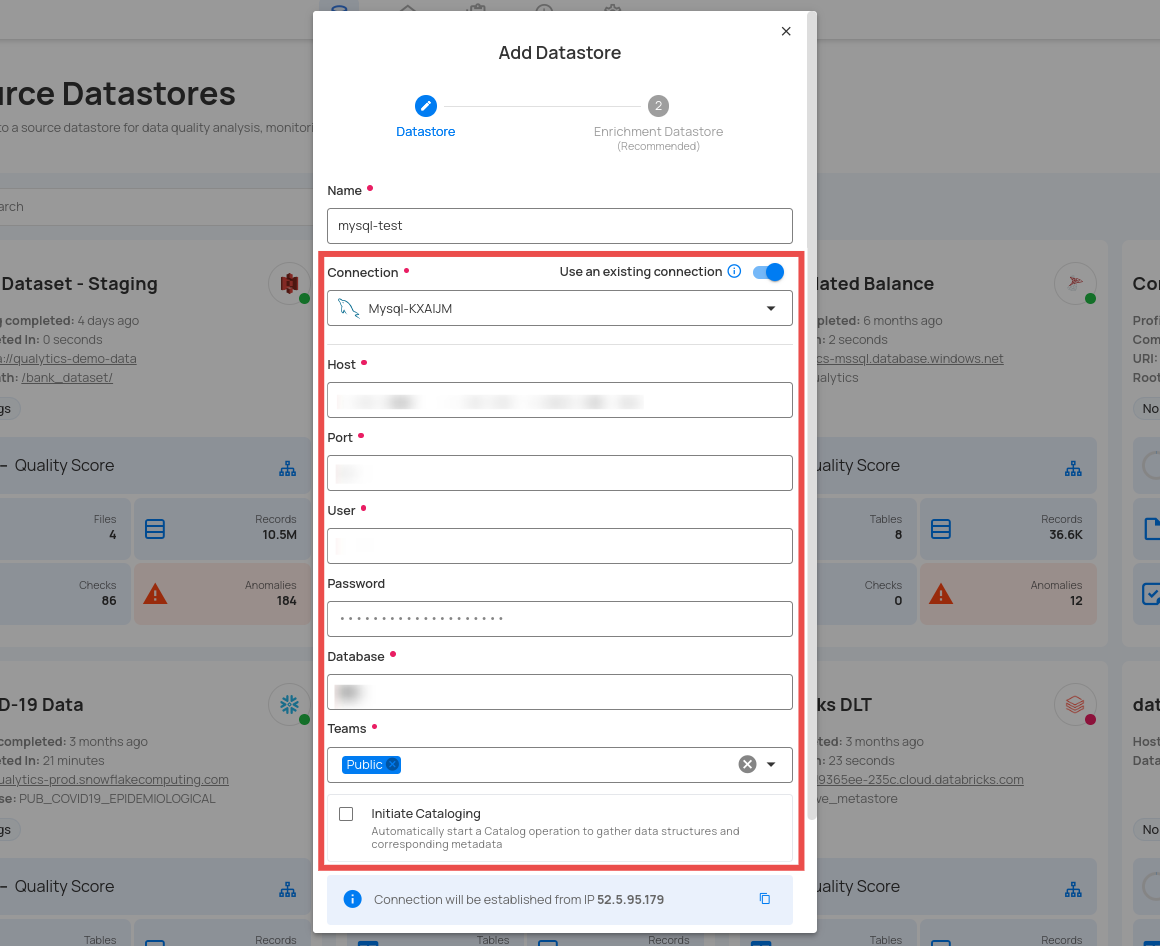 Add Datastore
2
Datastore
Enrichment Datastore
(Recommended)
Name
mysql-test
Connection
Use an existing connection
Mysql-KXAIJM
Host
Port
User
Password
Database
Teams
Public
Initiate Cataloging
Automatically start a Catalog operation to gather data structures and
corresponding metadata
Connection will be established from IP 52.5.95.179
rce Datastores
to a source datastore for data quality analysis, monitori
arch
Dataset - Staging
g completed: 4 days ago
eted In: 0 seconds
a://qualytics-demo-data
ath: /bank_dataset/
gs
– Quality Score
Files
4
Records
10.5M
Checks
86
Anomalies
184
lated Balance
pleted: 6 months ago
n: 2 seconds
cs-mssql.database.windows.net
ualytics
uality Score
Tables
8
Records
36.6K
Checks
0
Anomalies
12
Co
Profi
Com
URI:
Root
No
D-19 Data
completed: 3 months ago
eted In: 21 minutes
ualytics-prod.snowflakecomputing.com
se: PUB_COVID19_EPIDEMIOLOGICAL
gs
– Quality Score
Tables
Records
Tables
Records
ks DLT
ted: 3 months ago
n: 23 seconds
9365ee-235c.cloud.databricks.com
ve_metastore
uality Score
Tables
Records
dat
Host
Data
No